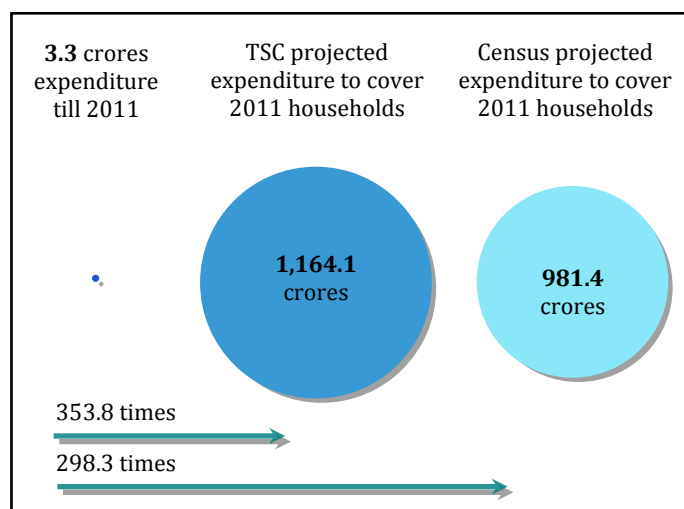 3.3 crores
expenditure
till 2011
TSC projected
expenditure to cover
2011 households
Census projected
expenditure to cover
2011 households
1,164.1
crores
981.4
crores
353.8 times
298.3 times